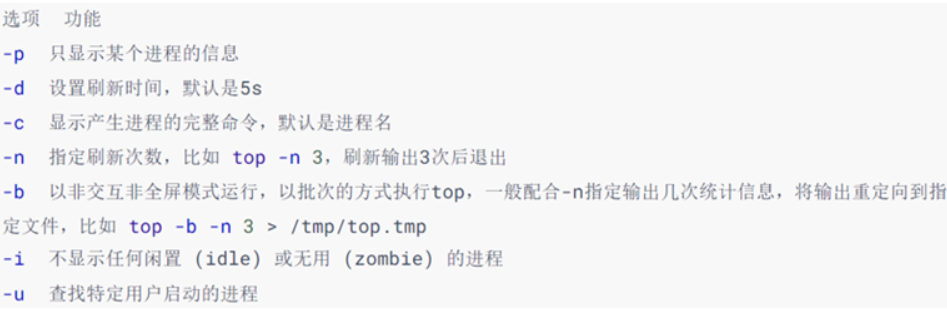 选项 功能
-p 只显示某个进程的信息
-d 设置刷新时间，默认是5s
-c 显示产生进程的完整命令，默认是进程名
-n 指定刷新次数，比如 top -n 3，刷新输出3次后退出
-b 以非交互非全屏模式运行，以批次的方式执行top，一般配合-n指定输出几次统计信息，将输出重定向到指
定文件，比如 top -b -n 3 > /tmp/top.tmp
-i 不显示任何闲置 (idle) 或无用 (zombie) 的进程
-u 查找特定用户启动的进程